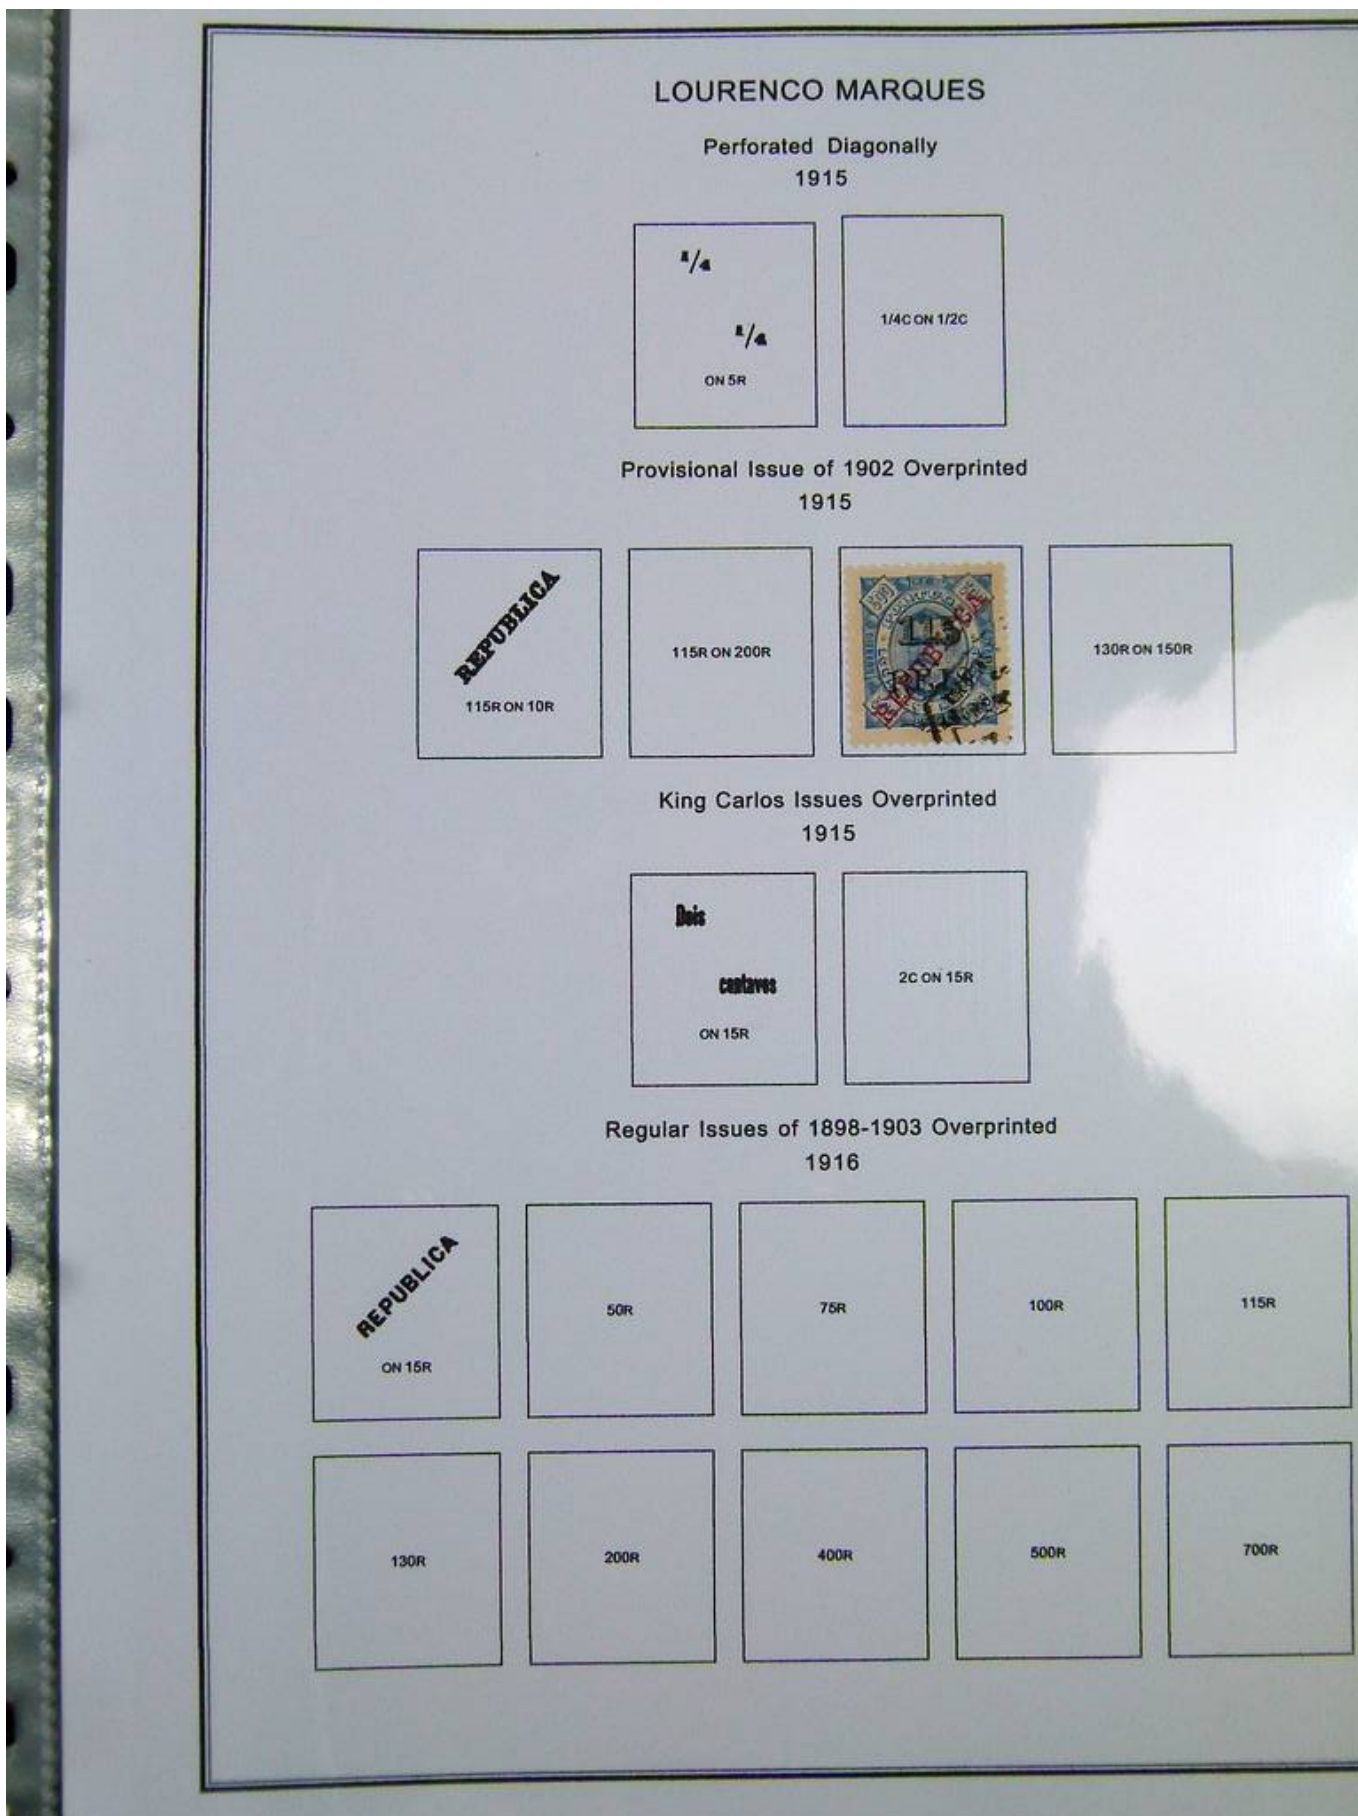 LOURENCO MARQUES
Perforated Diagonally
1915
1/4
1/4
ON 5R
1/4C ON 1/2C
Provisional Issue of 1902 Overprinted
1915
REPUBLICA
115R ON 10R
115R ON 200R
300
115
REPUBLICA
130R ON 150R
King Carlos Issues Overprinted
1915
Dois
centavos
ON 15R
2C ON 15R
Regular Issues of 1898-1903 Overprinted
1916
REPUBLICA
ON 15R
50R
75R
100R
115R
130R
200R
400R
500R
700R